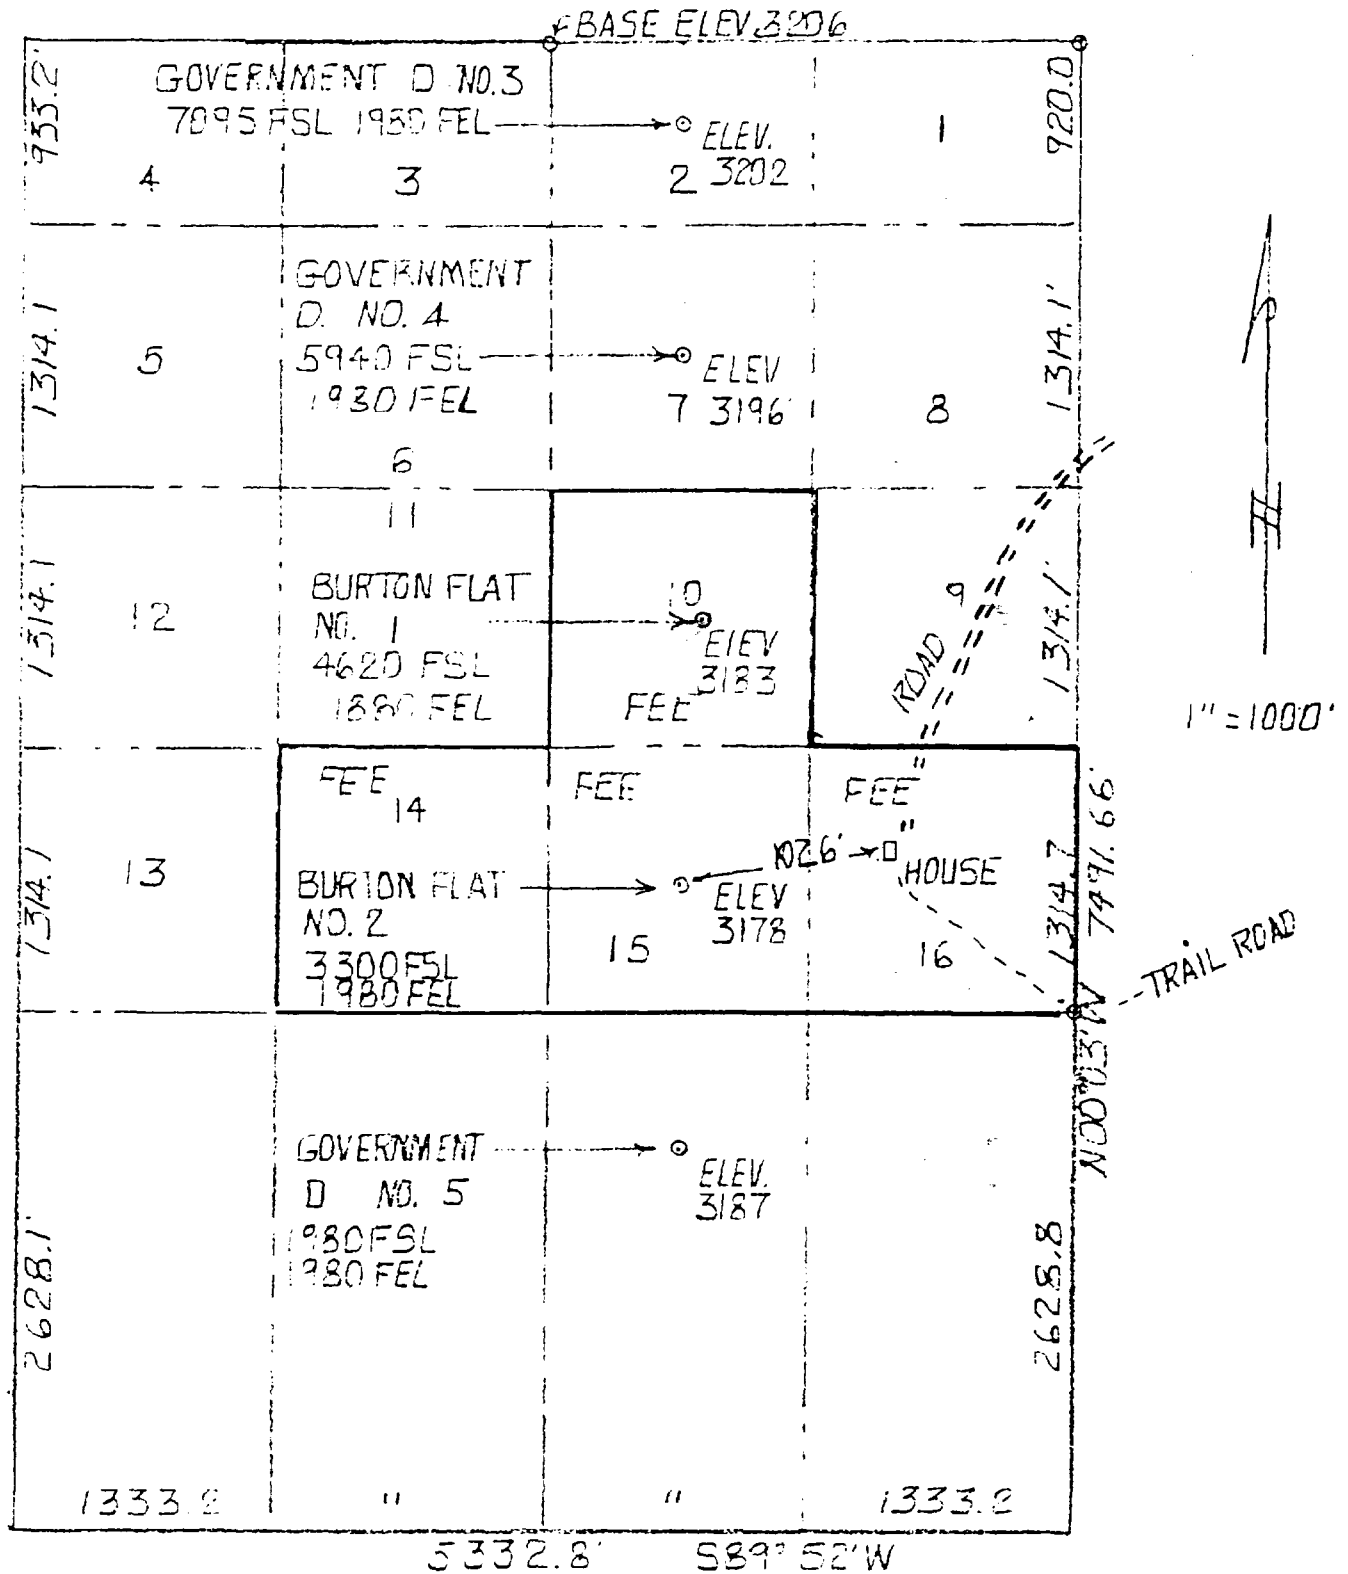 BASE ELEV. 3206
933.2'
GOVERNMENT D NO. 3
7095 FSL 1980 FEL
ELEV.
3202
920.0
4
3
2
1
1314.1
5
GOVERNMENT
D. NO. 4
5940 FSL
1930 FEL
6
ELEV
3196
7
8
1314.1'
1314.1
12
11
BURTON FLAT
NO. 1
4620 FSL
1880 FEL
10
ELEV
3183
FEE
9
ROAD
1314.1'
1" = 1000'
1314.1
13
FEE
14
FEE
FEE
BURTON FLAT
NO. 2
3300 FSL
1980 FEL
1026'
ELEV
3178
15
HOUSE
16
1314.7
7491.66'
TRAIL ROAD
N00°03'W
2628.1'
GOVERNMENT
D NO. 5
1980 FSL
1980 FEL
ELEV.
3187
2628.8
1333.2
"
"
1333.2
5332.8'
S89°52'W